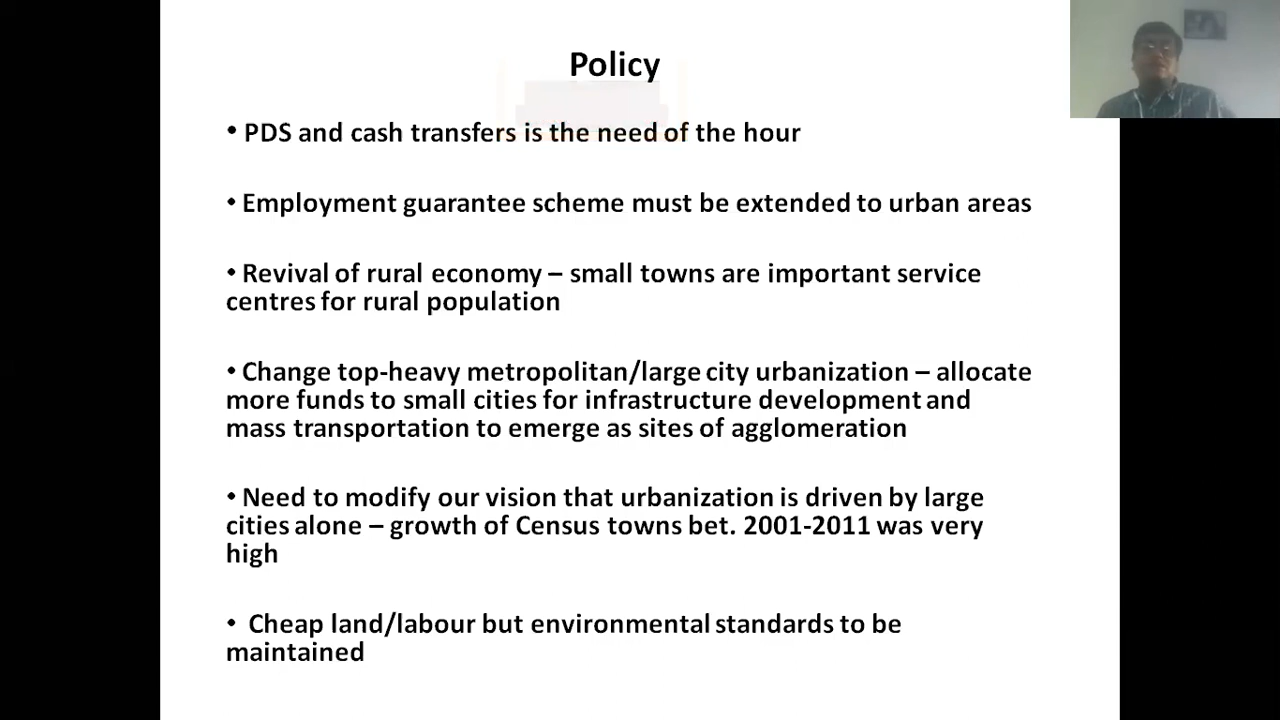 Policy
• PDS and cash transfers is the need of the hour
• Employment guarantee scheme must be extended to urban areas
• Revival of rural economy – small towns are important service
centres for rural population
• Change top-heavy metropolitan/large city urbanization – allocate
more funds to small cities for infrastructure development and
mass transportation to emerge as sites of agglomeration
• Need to modify our vision that urbanization is driven by large
cities alone – growth of Census towns bet. 2001-2011 was very
high
• Cheap land/labour but environmental standards to be
maintained